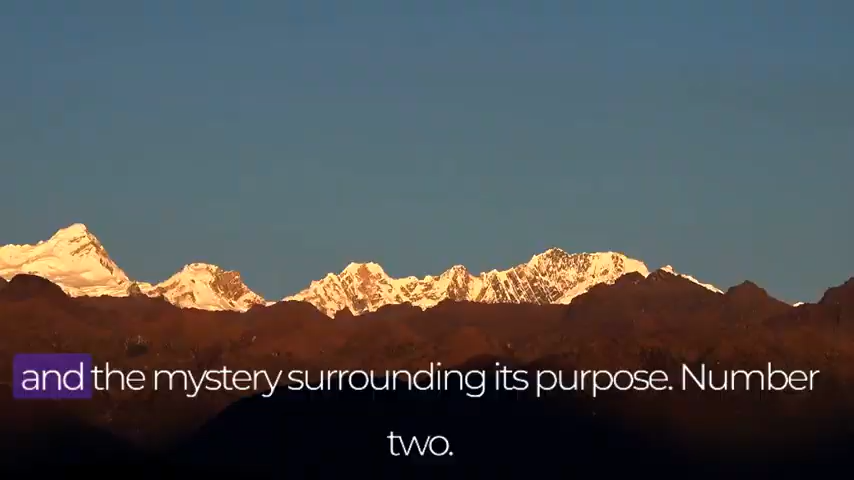 and the mystery surrounding its purpose. Number
two.